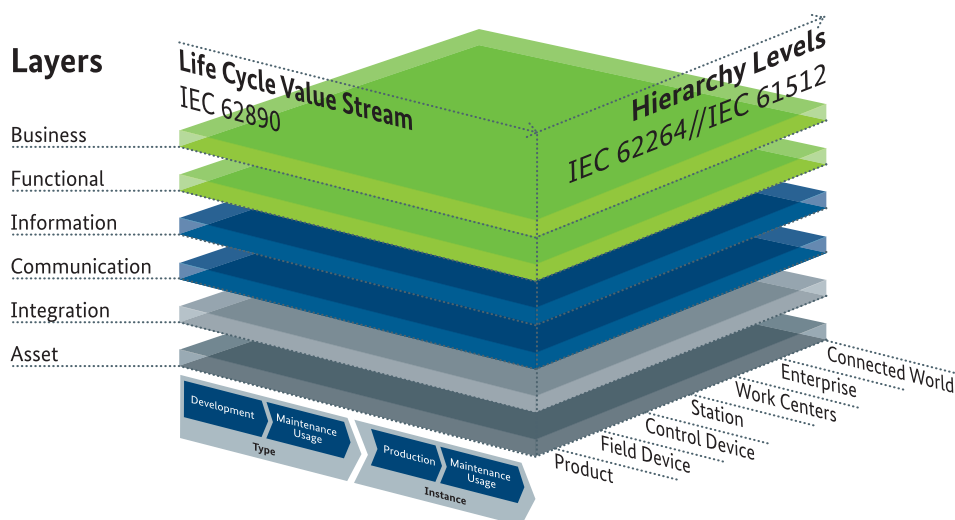 Layers
Life Cycle Value Stream
IEC 62890
Hierarchy Levels
IEC 62264//IEC 61512
Business
Functional
Information
Communication
Integration
Asset
Development
Maintenance
Usage
Type
Production
Maintenance
Usage
Instance
Product
Field Device
Control Device
Station
Work Centers
Enterprise
Connected World